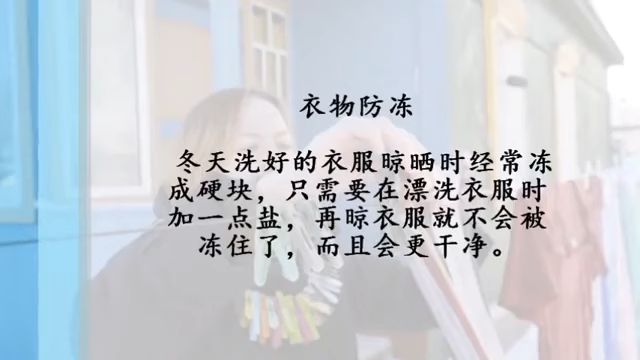 衣物防冻
冬天洗好的衣服晾晒时经常冻
成硬块，只需要在漂洗衣服时
加一点盐，再晾衣服就不会被
冻住了，而且会更干净。